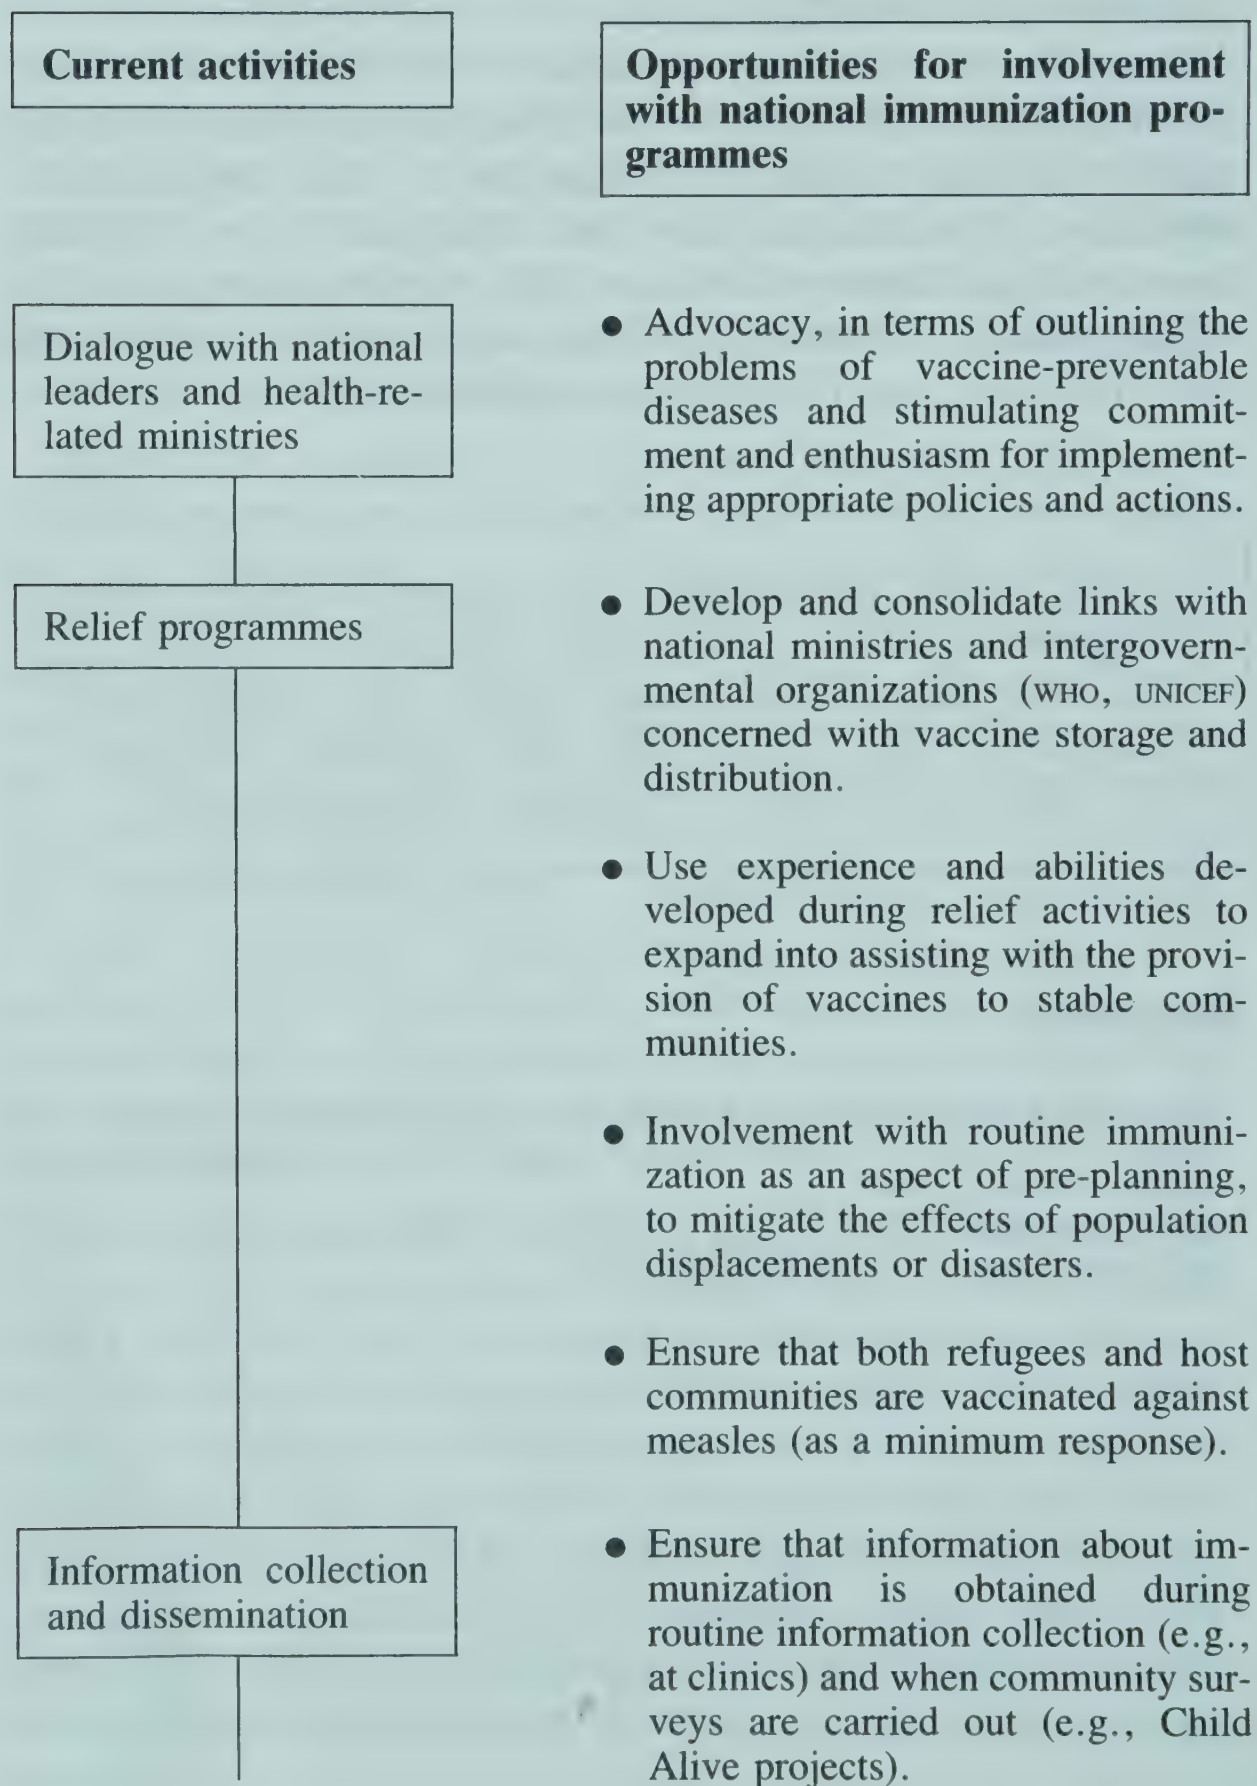 Current activities
Opportunities for involvement
with national immunization pro-
grammes
Dialogue with national
leaders and health-re-
lated ministries
● Advocacy, in terms of outlining the
problems of vaccine-preventable
diseases and stimulating commit-
ment and enthusiasm for implement-
ing appropriate policies and actions.
Relief programmes
● Develop and consolidate links with
national ministries and intergovern-
mental organizations (WHO, UNICEF)
concerned with vaccine storage and
distribution.
● Use experience and abilities de-
veloped during relief activities to
expand into assisting with the provi-
sion of vaccines to stable com-
munities.
● Involvement with routine immuni-
zation as an aspect of pre-planning,
to mitigate the effects of population
displacements or disasters.
● Ensure that both refugees and host
communities are vaccinated against
measles (as a minimum response).
Information collection
and dissemination
● Ensure that information about im-
munization is obtained during
routine information collection (e.g.,
at clinics) and when community sur-
veys are carried out (e.g., Child
Alive projects).